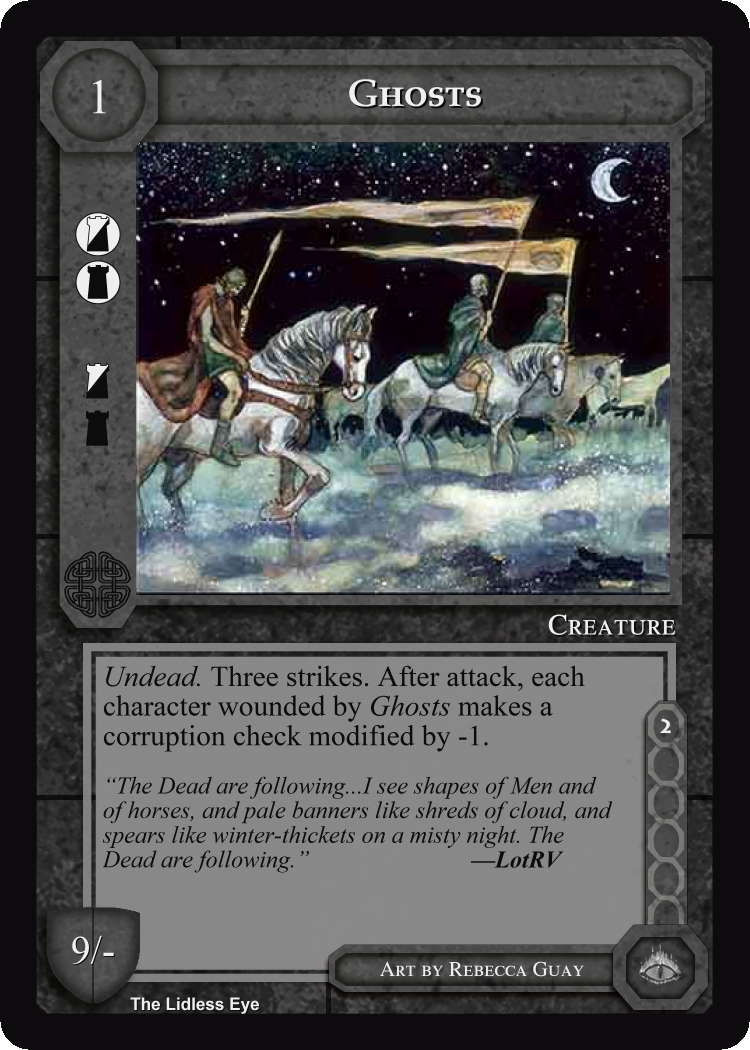 1
GHOSTS
CREATURE
Undead. Three strikes. After attack, each
character wounded by Ghosts makes a
corruption check modified by -1.
2
“The Dead are following...I see shapes of Men and
of horses, and pale banners like shreds of cloud, and
spears like winter-thickets on a misty night. The
Dead are following.” —LotRV
9/-
ART BY REBECCA GUAY
The Lidless Eye